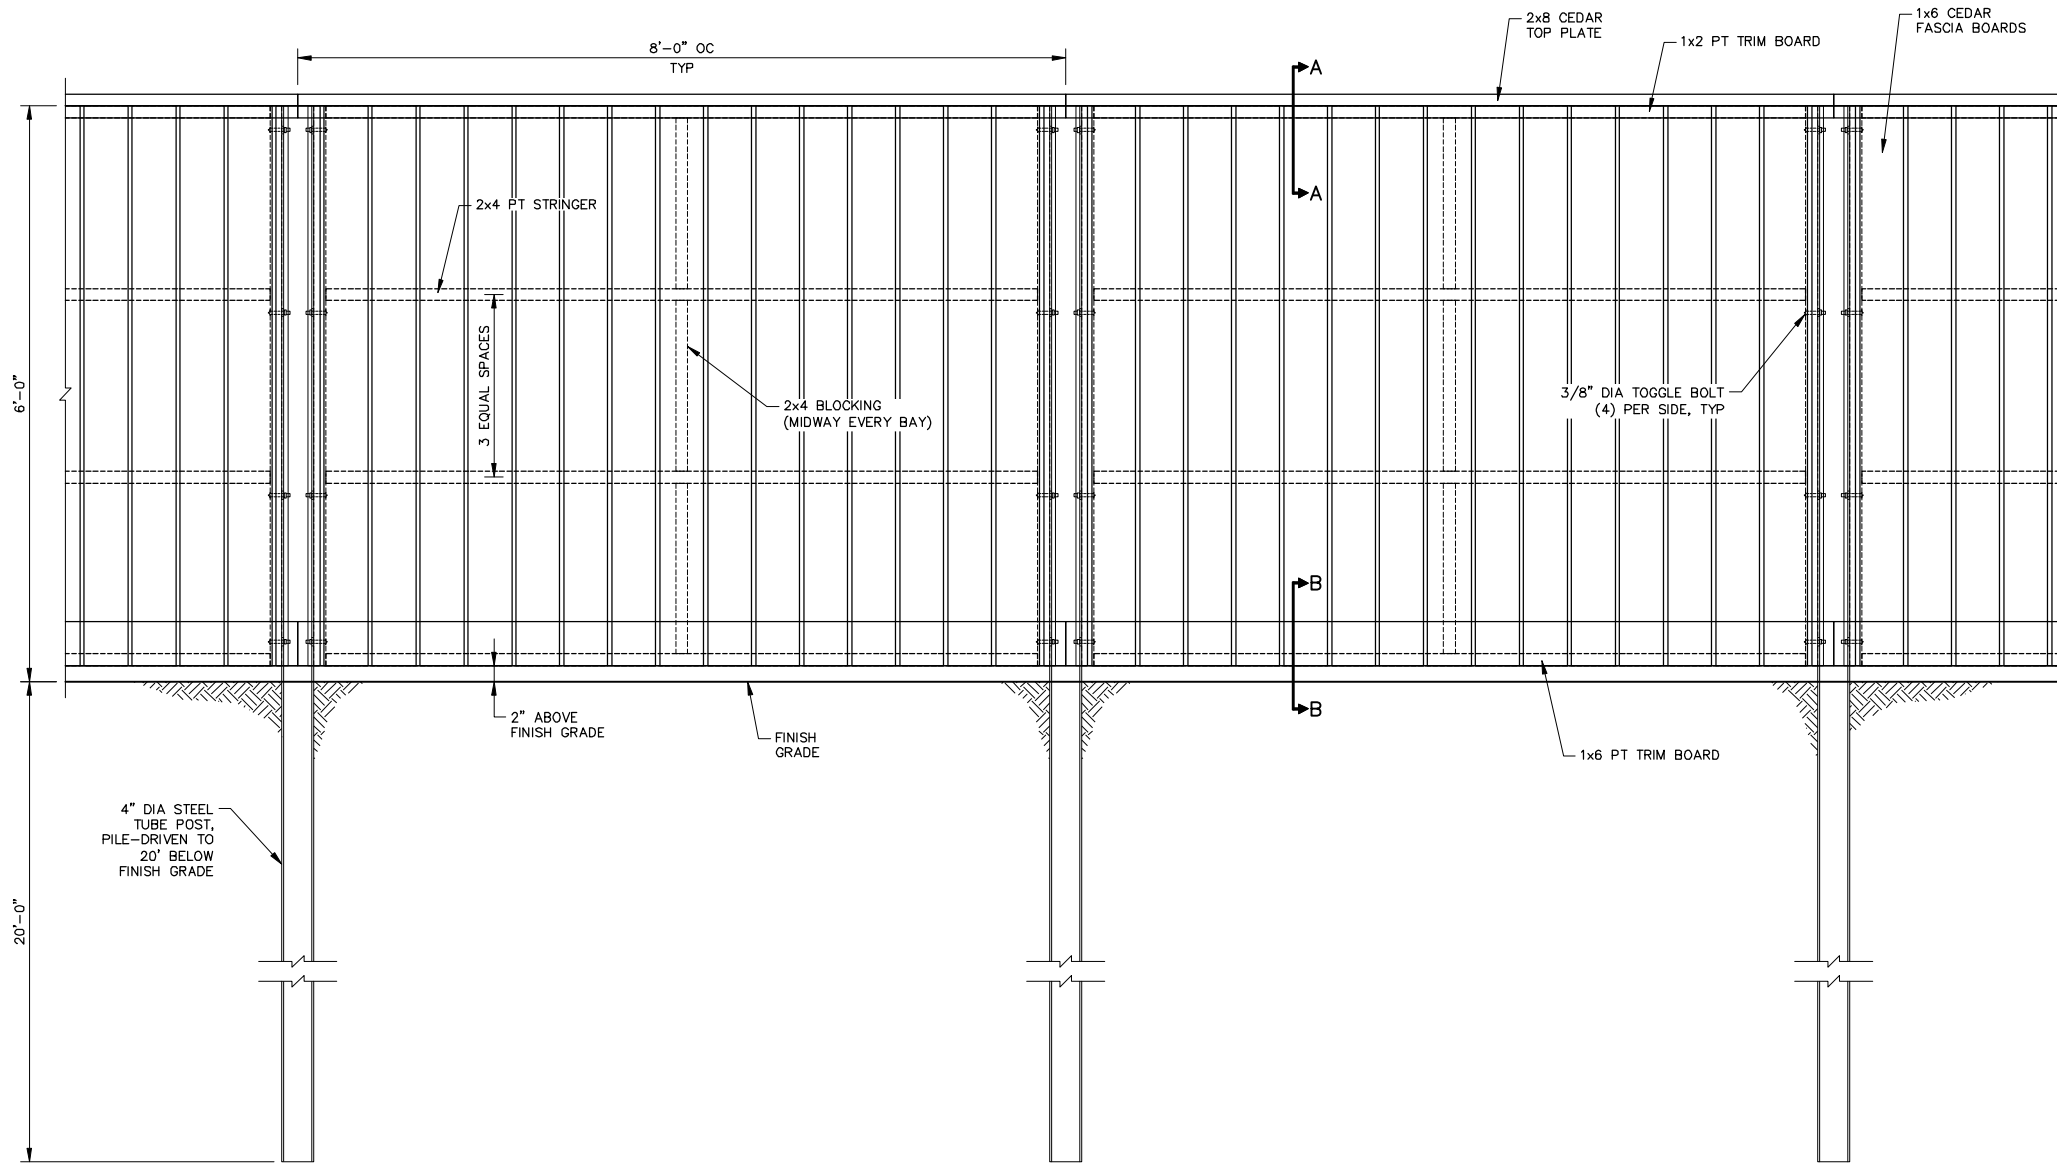 2x8 CEDAR
TOP PLATE
1x6 CEDAR
FASCIA BOARDS
1x2 PT TRIM BOARD
8'-0" OC
TYP
A
A
2x4 PT STRINGER
3 EQUAL SPACES
6'-0"
2x4 BLOCKING
(MIDWAY EVERY BAY)
3/8" DIA TOGGLE BOLT
(4) PER SIDE, TYP
B
B
2" ABOVE
FINISH GRADE
FINISH
GRADE
1x6 PT TRIM BOARD
4" DIA STEEL
TUBE POST,
PILE-DRIVEN TO
20' BELOW
FINISH GRADE
20'-0"